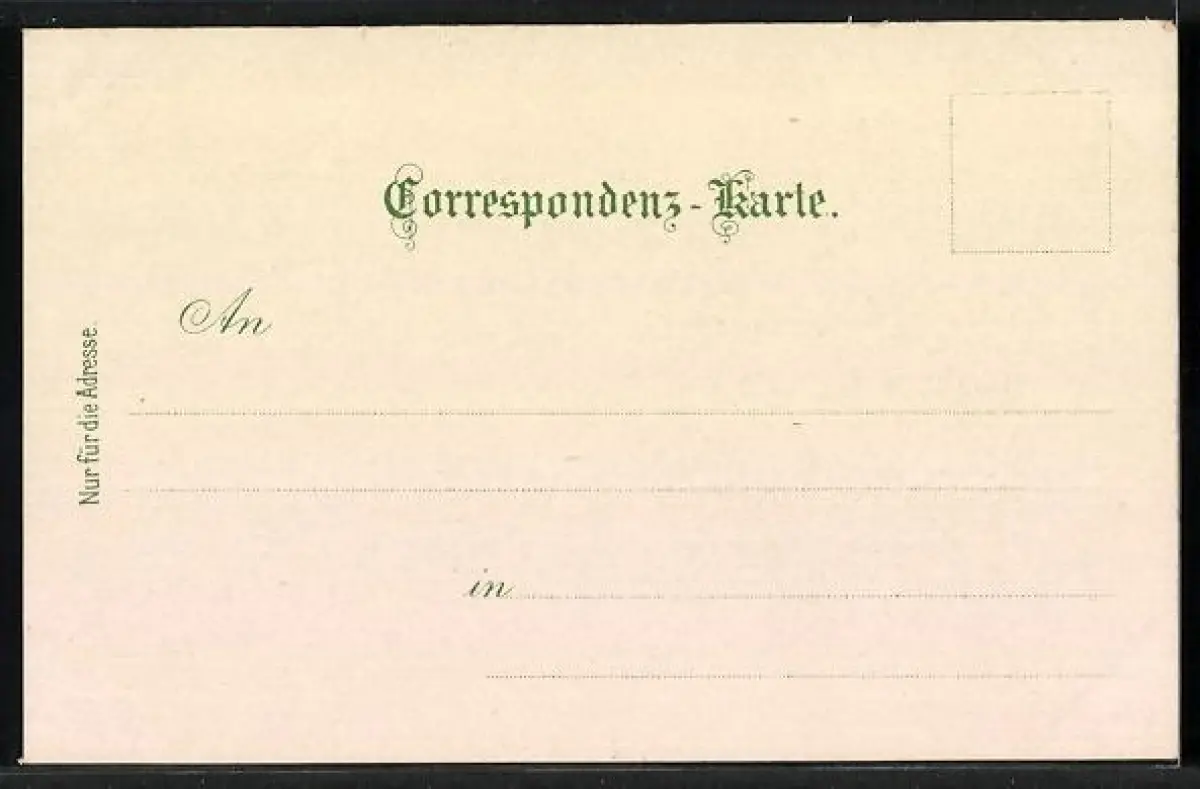 Correspondenz-Karte.
An
Nur für die Adresse.
in